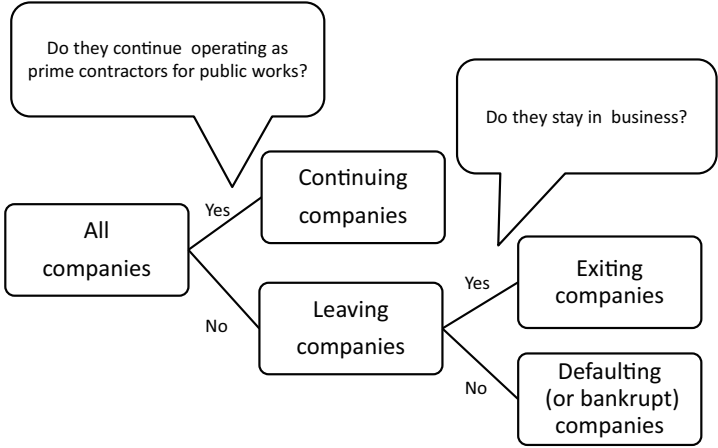 Do they continue operating as
prime contractors for public works?
Do they stay in business?
Continuing
companies
Yes
All
companies
No
Leaving
companies
Yes
Exiting
companies
No
Defaulting
(or bankrupt)
companies